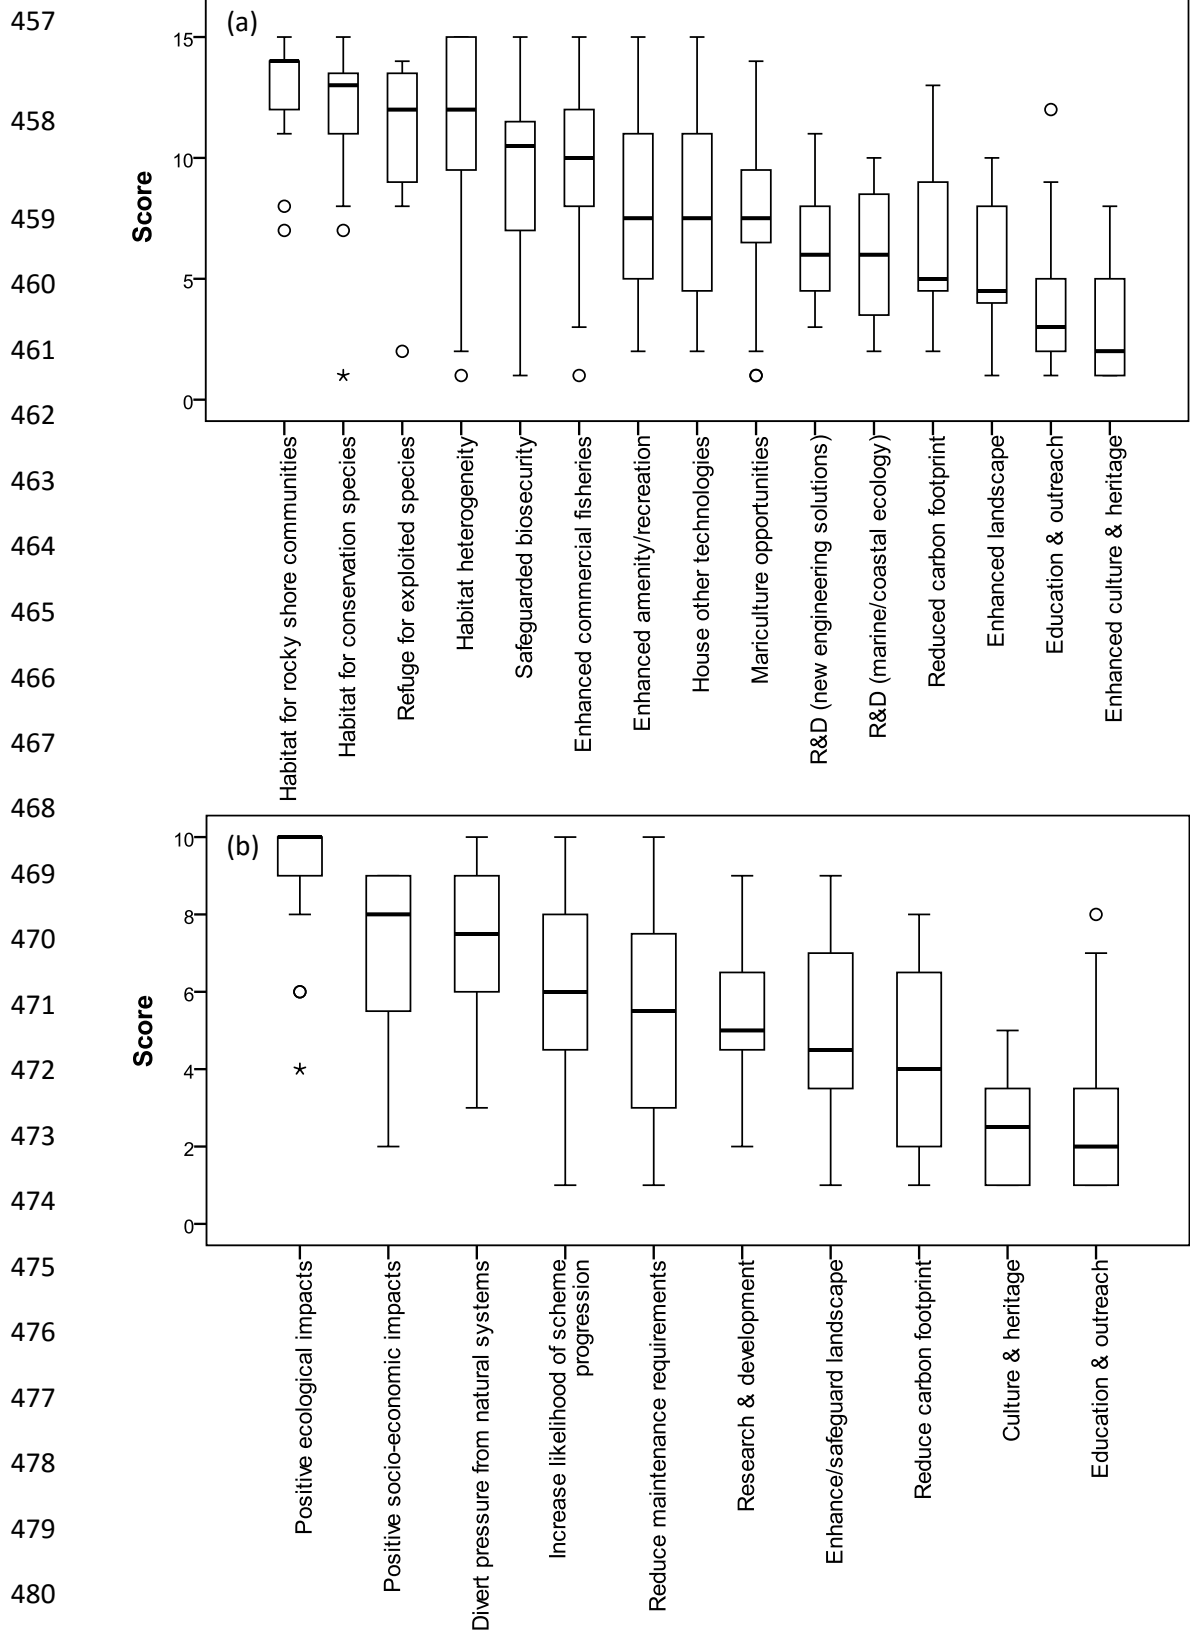 457
(a)
15
458
10
Score
459
460
5
461
0
462
Habitat for rocky shore communities
Habitat for conservation species
Refuge for exploited species
Habitat heterogeneity
Safeguarded biosecurity
Enhanced commercial fisheries
Enhanced amenity/recreation
House other technologies
Mariculture opportunities
R&D (new engineering solutions)
R&D (marine/coastal ecology)
Reduced carbon footprint
Enhanced landscape
Education & outreach
Enhanced culture & heritage
463
464
465
466
467
468
(b)
10
469
8
470
6
471
Score
472
4
473
2
474
0
475
Positive ecological impacts
Positive socio-economic impacts
Divert pressure from natural systems
Increase likelihood of scheme
progression
Reduce maintenance requirements
Research & development
Enhance/safeguard landscape
Reduce carbon footprint
Culture & heritage
Education & outreach
476
477
478
479
480